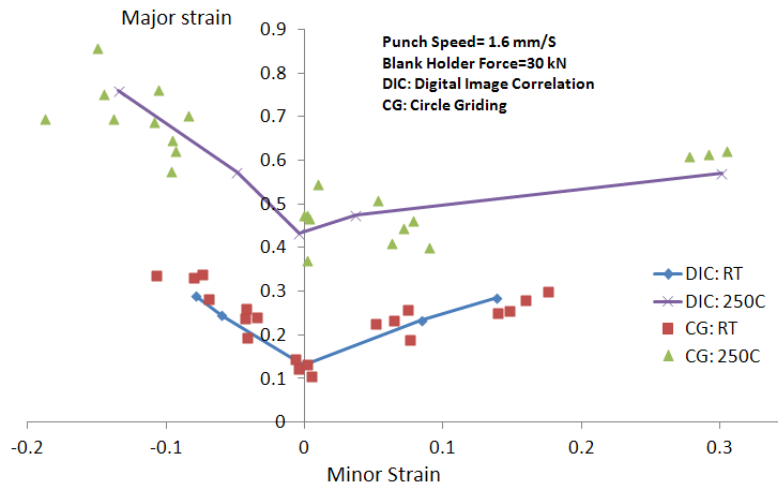 Major strain
Punch Speed= 1.6 mm/S
Blank Holder Force=30 kN
DIC: Digital Image Correlation
CG: Circle Griding
0.9
0.8
0.7
0.6
0.5
0.4
0.3
0.2
0.1
0
DIC: RT
DIC: 250C
CG: RT
CG: 250C
-0.2 -0.1 0 0.1 0.2 0.3
Minor Strain